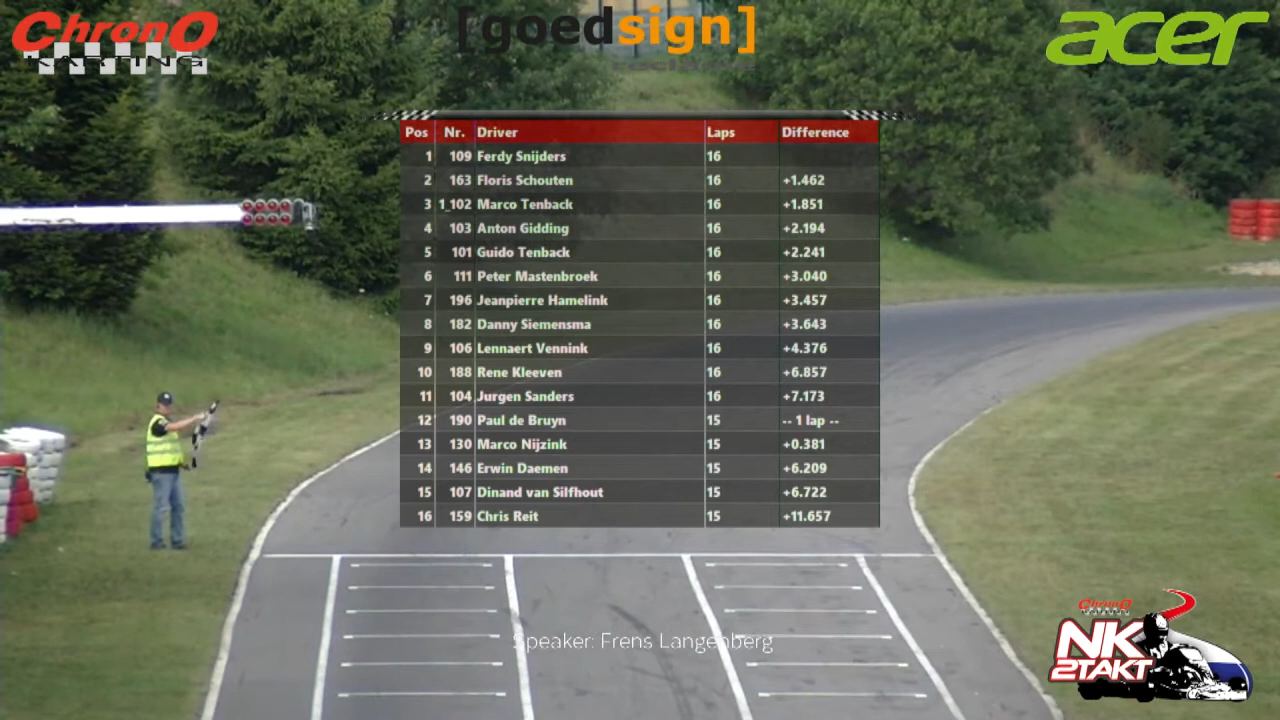 ChronO
KARTING
[goedsign]
acer
Pos Nr. Driver Laps Difference
1 109 Ferdy Snijders 16
2 163 Floris Schouten 16 +1.462
3 1_102 Marco Tenback 16 +1.851
4 103 Anton Gidding 16 +2.194
5 101 Guido Tenback 16 +2.241
6 111 Peter Mastenbroek 16 +3.040
7 196 Jeanpierre Hamelink 16 +3.457
8 182 Danny Siemensma 16 +3.643
9 106 Lennaert Vennink 16 +4.376
10 188 Rene Kleeven 16 +6.857
11 104 Jurgen Sanders 16 +7.173
12 190 Paul de Bruyn 15 -- 1 lap --
13 130 Marco Nijzink 15 +0.381
14 146 Erwin Daemen 15 +6.209
15 107 Dinand van Silfhout 15 +6.722
16 159 Chris Reit 15 +11.657
Speaker: Frens Langenberg
ChronO
KARTING
NK
2TAKT